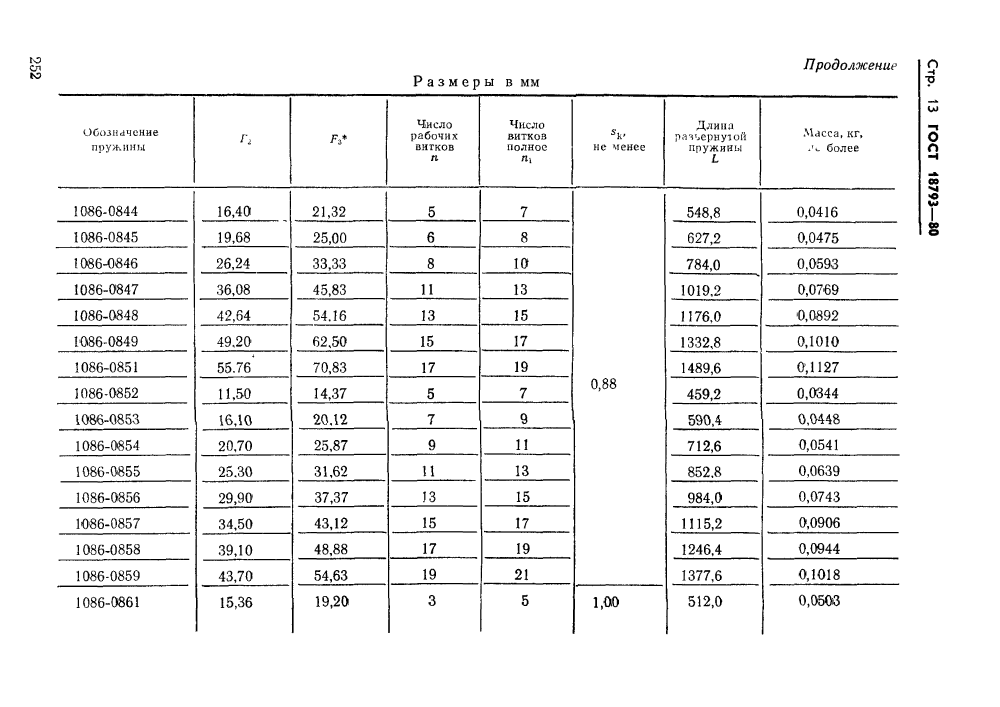 252
Продолжение
Стр. 13 ГОСТ 18793—80
Размеры в мм
Обозначение пружины | F₂ | F₃* | Число рабочих витков n | Число витков полное n₁ | sₖ, не менее | Длина развернутой пружины L | Масса, кг, не более
1086-0844 | 16,40 | 21,32 | 5 | 7 | 0,88 | 548,8 | 0,0416
1086-0845 | 19,68 | 25,00 | 6 | 8 | 627,2 | 0,0475
1086-0846 | 26,24 | 33,33 | 8 | 10 | 784,0 | 0,0593
1086-0847 | 36,08 | 45,83 | 11 | 13 | 1019,2 | 0,0769
1086-0848 | 42,64 | 54,16 | 13 | 15 | 1176,0 | 0,0892
1086-0849 | 49,20 | 62,50 | 15 | 17 | 1332,8 | 0,1010
1086-0851 | 55,76 | 70,83 | 17 | 19 | 1489,6 | 0,1127
1086-0852 | 11,50 | 14,37 | 5 | 7 | 459,2 | 0,0344
1086-0853 | 16,10 | 20,12 | 7 | 9 | 590,4 | 0,0448
1086-0854 | 20,70 | 25,87 | 9 | 11 | 712,6 | 0,0541
1086-0855 | 25,30 | 31,62 | 11 | 13 | 852,8 | 0,0639
1086-0856 | 29,90 | 37,37 | 13 | 15 | 984,0 | 0,0743
1086-0857 | 34,50 | 43,12 | 15 | 17 | 1115,2 | 0,0906
1086-0858 | 39,10 | 48,88 | 17 | 19 | 1246,4 | 0,0944
1086-0859 | 43,70 | 54,63 | 19 | 21 | 1377,6 | 0,1018
1086-0861 | 15,36 | 19,20 | 3 | 5 | 1,00 | 512,0 | 0,0503